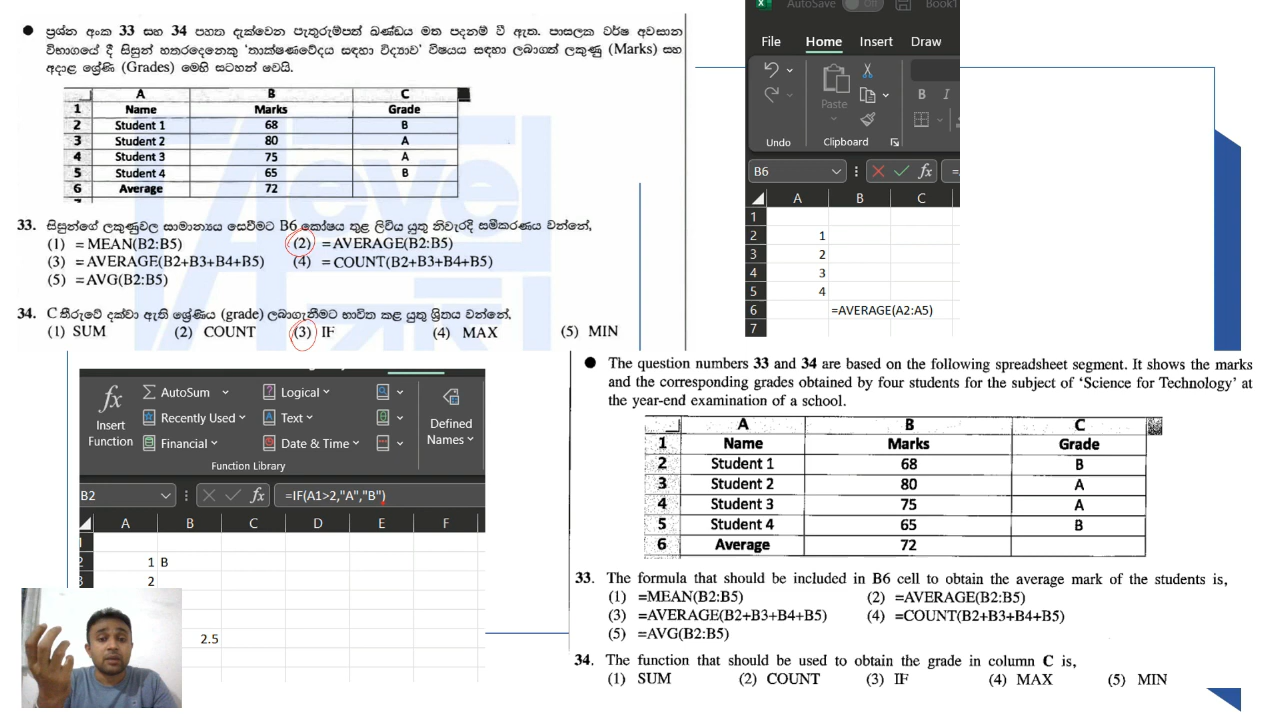 ● ප්‍රශ්න අංක 33 සහ 34 පහත දැක්වෙන පැතුරුම්පත් ඛණ්ඩය මත පදනම් වී ඇත. පාසලක වර්ෂ අවසාන
විභාගයේ දී සිසුන් හතරදෙනෙකු 'තාක්ෂණවේදය සඳහා විද්‍යාව' විෂයය සඳහා ලබාගත් ලකුණු (Marks) සහ
අදාළ ශ්‍රේණි (Grades) මෙහි සටහන් වෙයි.
A B C
1 Name Marks Grade
2 Student 1 68 B
3 Student 2 80 A
4 Student 3 75 A
5 Student 4 65 B
6 Average 72
33. සිසුන්ගේ ලකුණුවල සාමාන්‍යය සෙවීමට B6 කෝෂය තුළ ලිවිය යුතු නිවැරදි සමීකරණය වන්නේ,
(1) = MEAN(B2:B5) (2) = AVERAGE(B2:B5)
(3) = AVERAGE(B2+B3+B4+B5) (4) = COUNT(B2+B3+B4+B5)
(5) = AVG(B2:B5)
34. C තීරුවේ දක්වා ඇති ශ්‍රේණිය (grade) ලබාගැනීමට භාවිත කළ යුතු ශ්‍රිතය වන්නේ,
(1) SUM (2) COUNT (3) IF (4) MAX (5) MIN
AutoSave Off Book1
File Home Insert Draw
Paste
B I
Undo Clipboard
B6 fx =
A B C
1
2 1
3 2
4 3
5 4
6 =AVERAGE(A2:A5)
7
fx AutoSum Logical
Insert Recently Used Text Defined
Function Financial Date & Time Names
Function Library
B2 fx =IF(A1>2,"A","B")
A B C D E F
1 B
2
2.5
● The question numbers 33 and 34 are based on the following spreadsheet segment. It shows the marks
and the corresponding grades obtained by four students for the subject of 'Science for Technology' at
the year-end examination of a school.
A B C
1 Name Marks Grade
2 Student 1 68 B
3 Student 2 80 A
4 Student 3 75 A
5 Student 4 65 B
6 Average 72
33. The formula that should be included in B6 cell to obtain the average mark of the students is,
(1) =MEAN(B2:B5) (2) =AVERAGE(B2:B5)
(3) =AVERAGE(B2+B3+B4+B5) (4) =COUNT(B2+B3+B4+B5)
(5) =AVG(B2:B5)
34. The function that should be used to obtain the grade in column C is,
(1) SUM (2) COUNT (3) IF (4) MAX (5) MIN